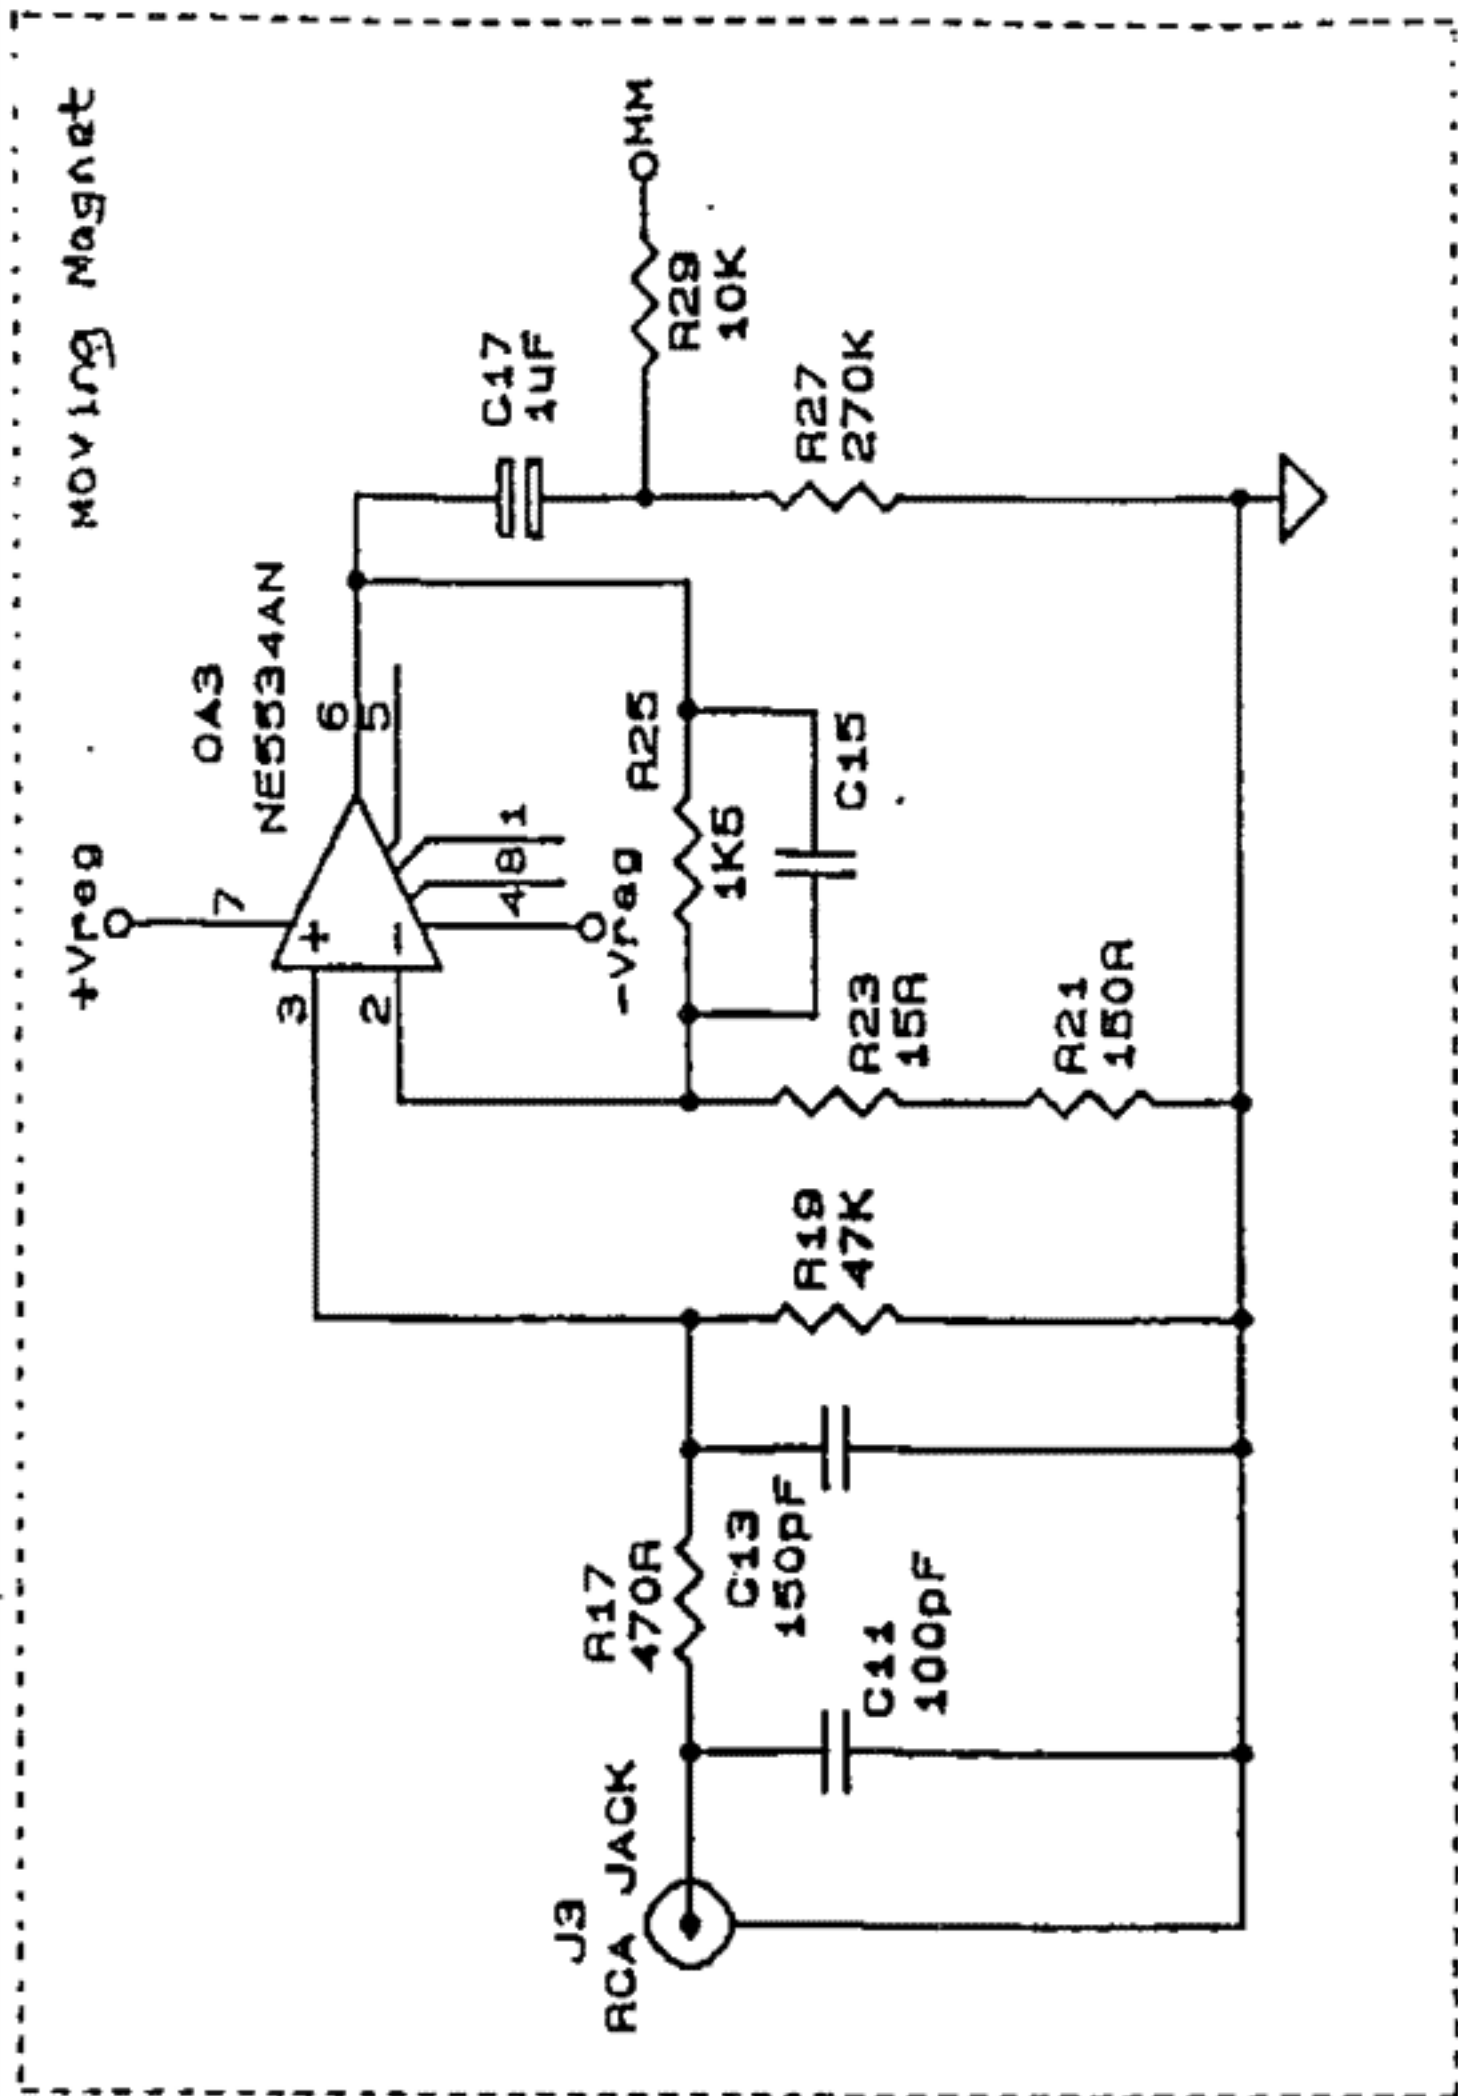 Moving Magnet
+Vreg
7
OA3
NE5534AN
3
2
+
-
6
5
1
8
4
-Vreg
C17
1uF
MM
R29
10K
R27
270K
R25
1K5
C15
R23
15R
R21
150R
R19
47K
R17
470R
C13
150pF
C11
100pF
J3
RCA JACK